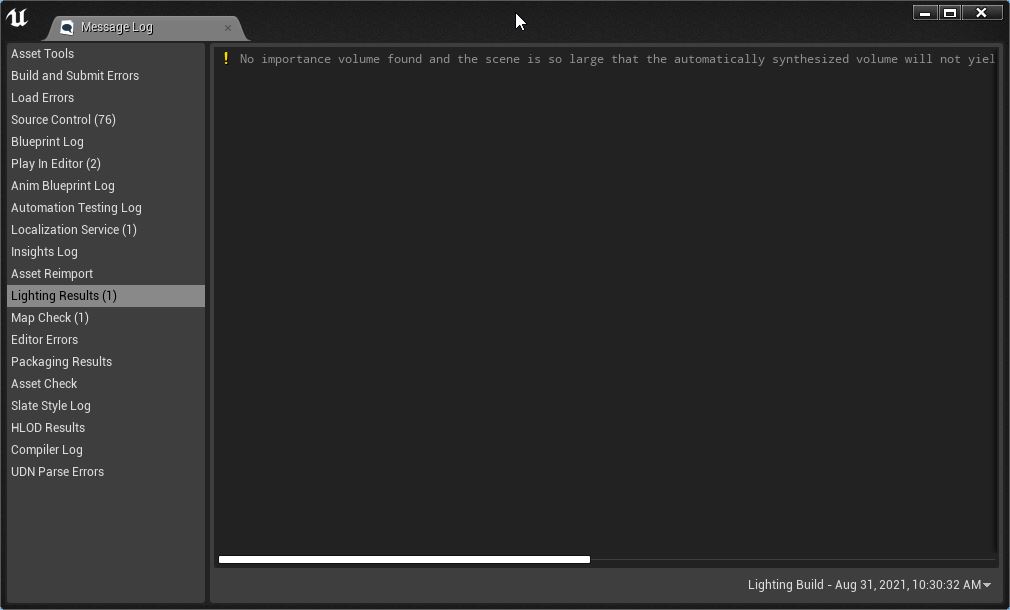 Message Log
Asset Tools
Build and Submit Errors
Load Errors
Source Control (76)
Blueprint Log
Play In Editor (2)
Anim Blueprint Log
Automation Testing Log
Localization Service (1)
Insights Log
Asset Reimport
Lighting Results (1)
Map Check (1)
Editor Errors
Packaging Results
Asset Check
Slate Style Log
HLOD Results
Compiler Log
UDN Parse Errors
! No importance volume found and the scene is so large that the automatically synthesized volume will not yiel
Lighting Build - Aug 31, 2021, 10:30:32 AM